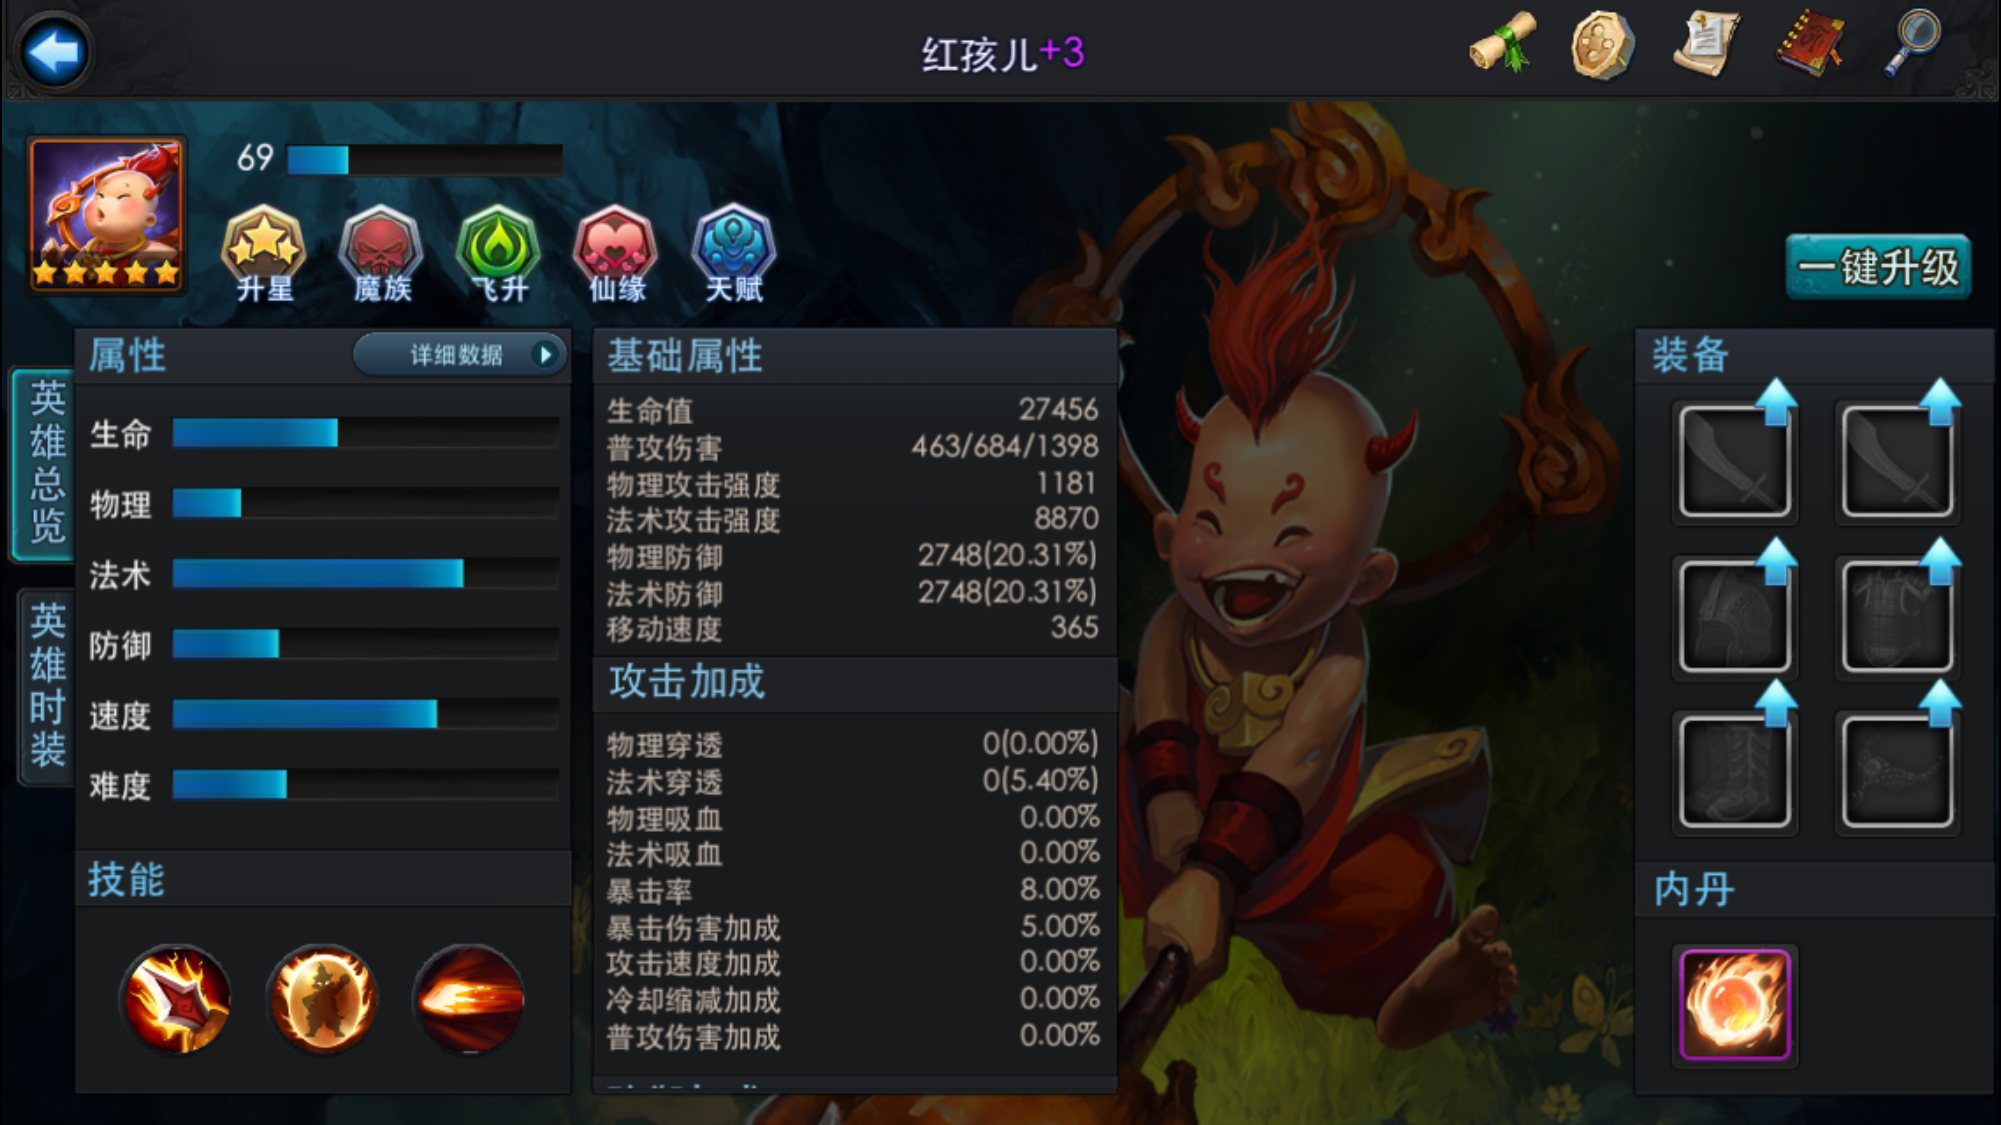 红孩儿+3
69
升星 魔族 飞升 仙缘 天赋
一键升级
英雄总览
英雄时装
属性 详细数据
生命
物理
法术
防御
速度
难度
技能
基础属性
生命值 27456
普攻伤害 463/684/1398
物理攻击强度 1181
法术攻击强度 8870
物理防御 2748(20.31%)
法术防御 2748(20.31%)
移动速度 365
攻击加成
物理穿透 0(0.00%)
法术穿透 0(5.40%)
物理吸血 0.00%
法术吸血 0.00%
暴击率 8.00%
暴击伤害加成 5.00%
攻击速度加成 0.00%
冷却缩减加成 0.00%
普攻伤害加成 0.00%
装备
内丹